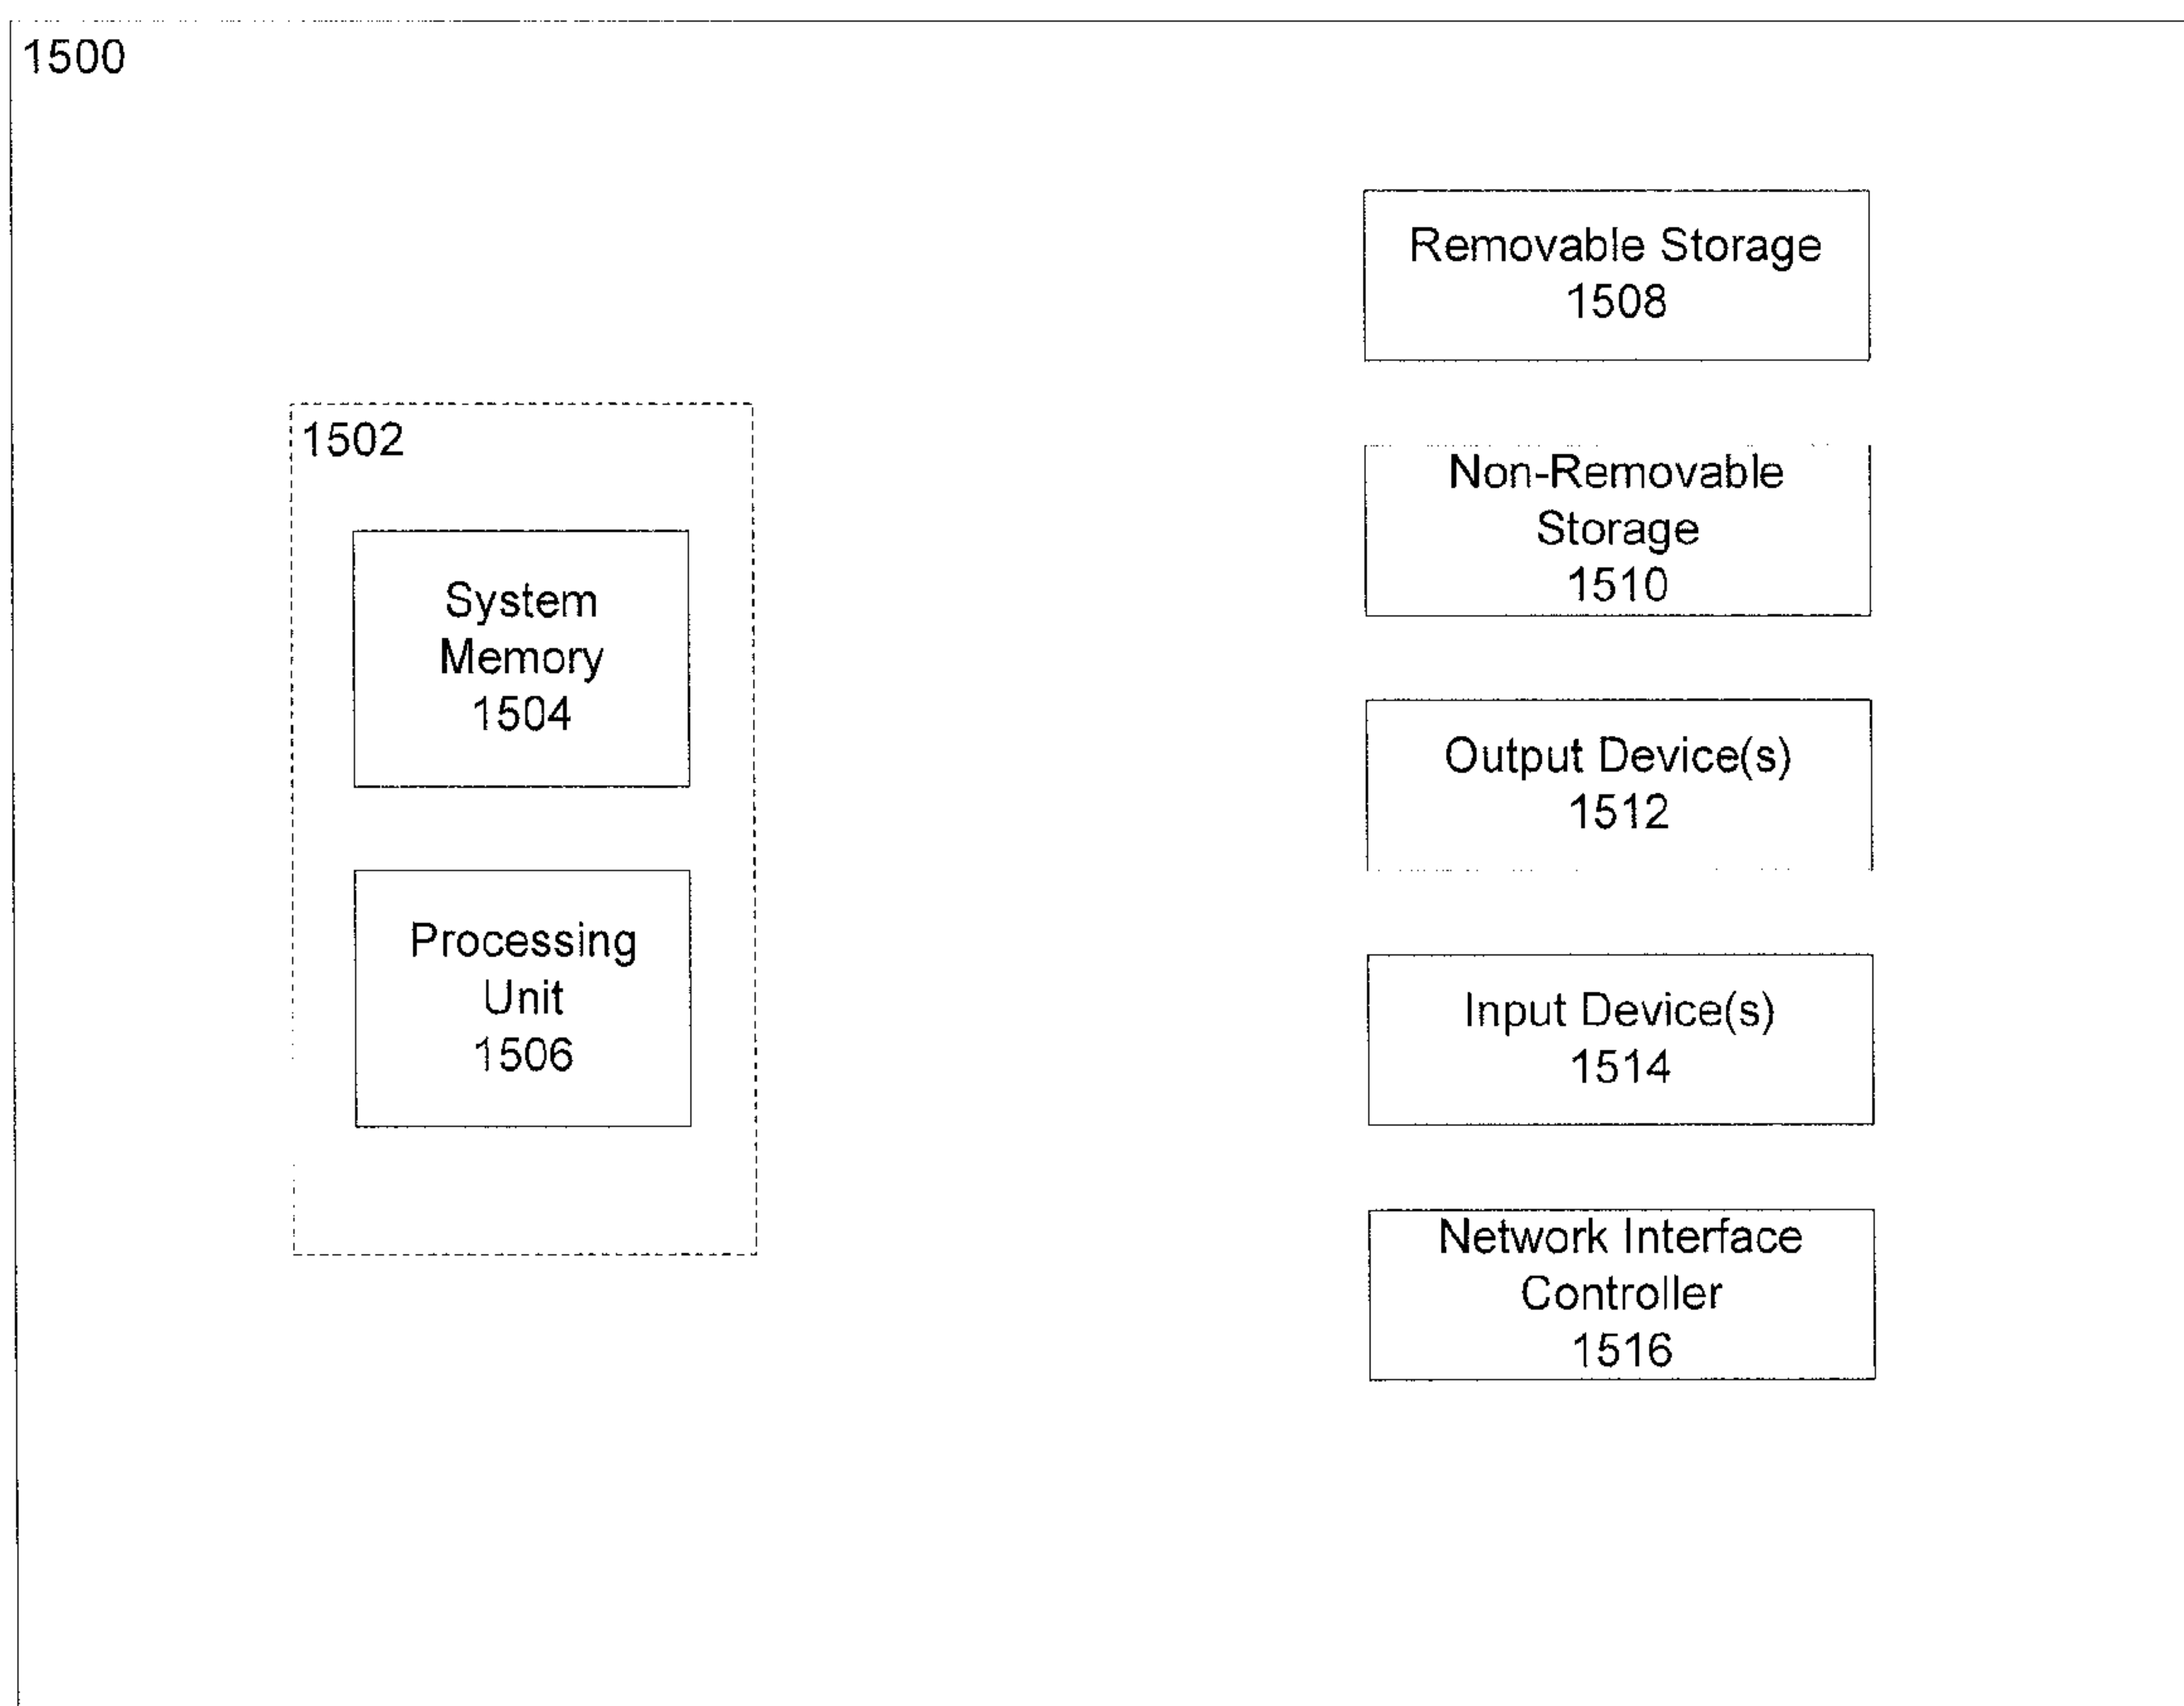 1500
1502
System
Memory
1504
Processing
Unit
1506
Removable Storage
1508
Non-Removable
Storage
1510
Output Device(s)
1512
Input Device(s)
1514
Network Interface
Controller
1516